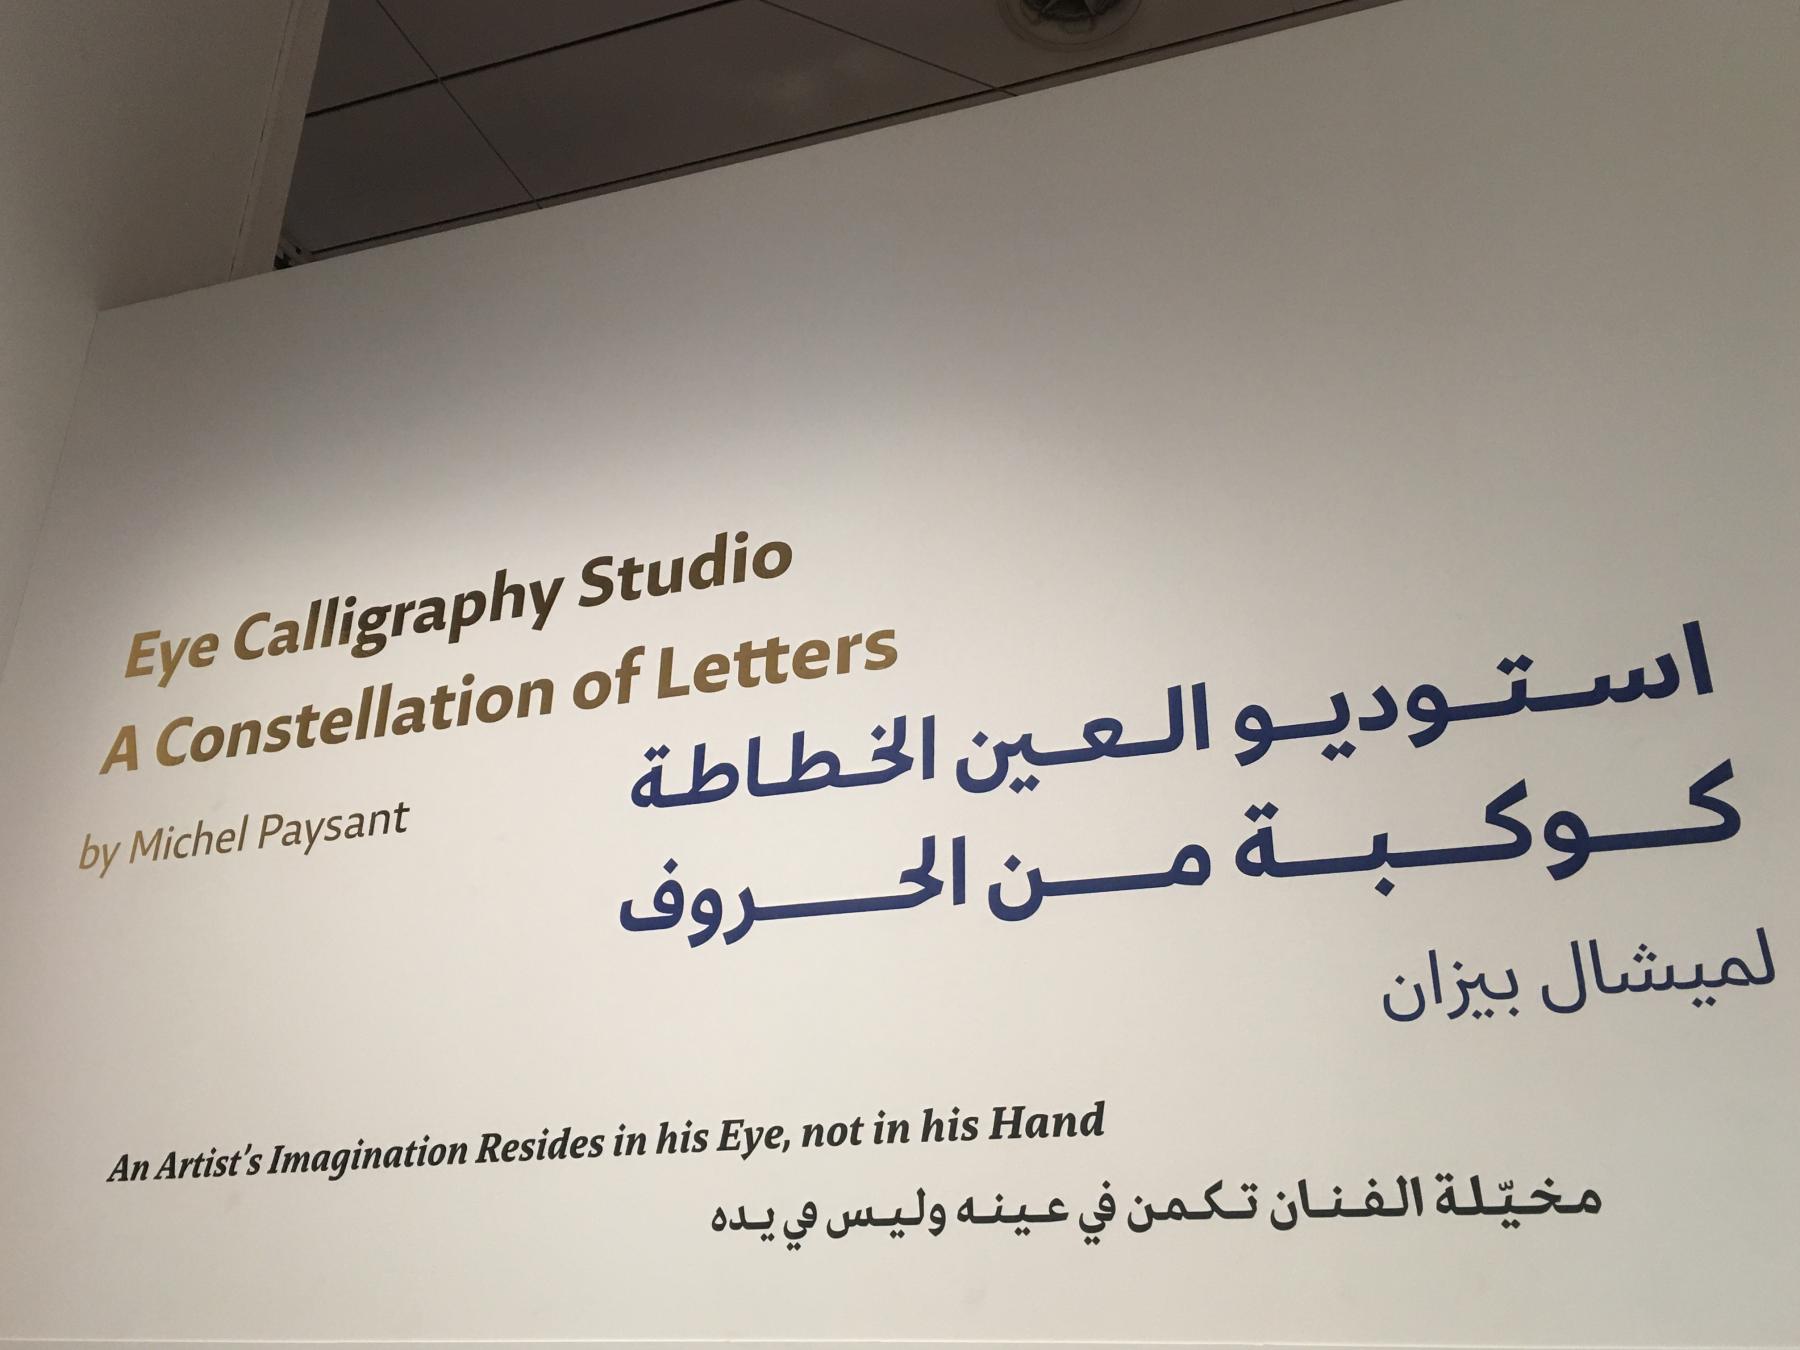 Eye Calligraphy Studio
A Constellation of Letters
by Michel Paysant
استوديو العين الخطاطة
كوكبة من الحروف
لميشال بيزان
An Artist's Imagination Resides in his Eye, not in his Hand
مخيّلة الفنان تكمن في عينه وليس في يده